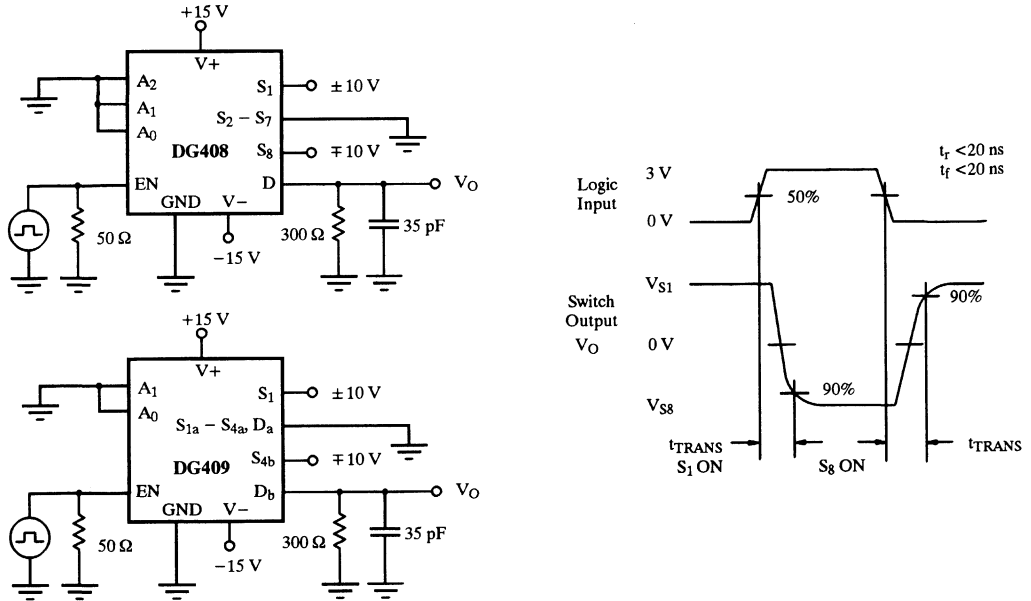 +15 V
V+
A2
A1
A0
S1
±10 V
S2 – S7
DG408
S8
∓10 V
EN
D
VO
GND
V–
50 Ω
–15 V
300 Ω
35 pF
+15 V
V+
A1
A0
S1
±10 V
S1a – S4a, Da
DG409
S4b
∓10 V
EN
Db
VO
GND
V–
50 Ω
–15 V
300 Ω
35 pF
tr <20 ns
tf <20 ns
3 V
Logic
Input
50%
0 V
VS1
90%
Switch
Output
VO
0 V
90%
VS8
tTRANS
tTRANS
S1 ON
S8 ON